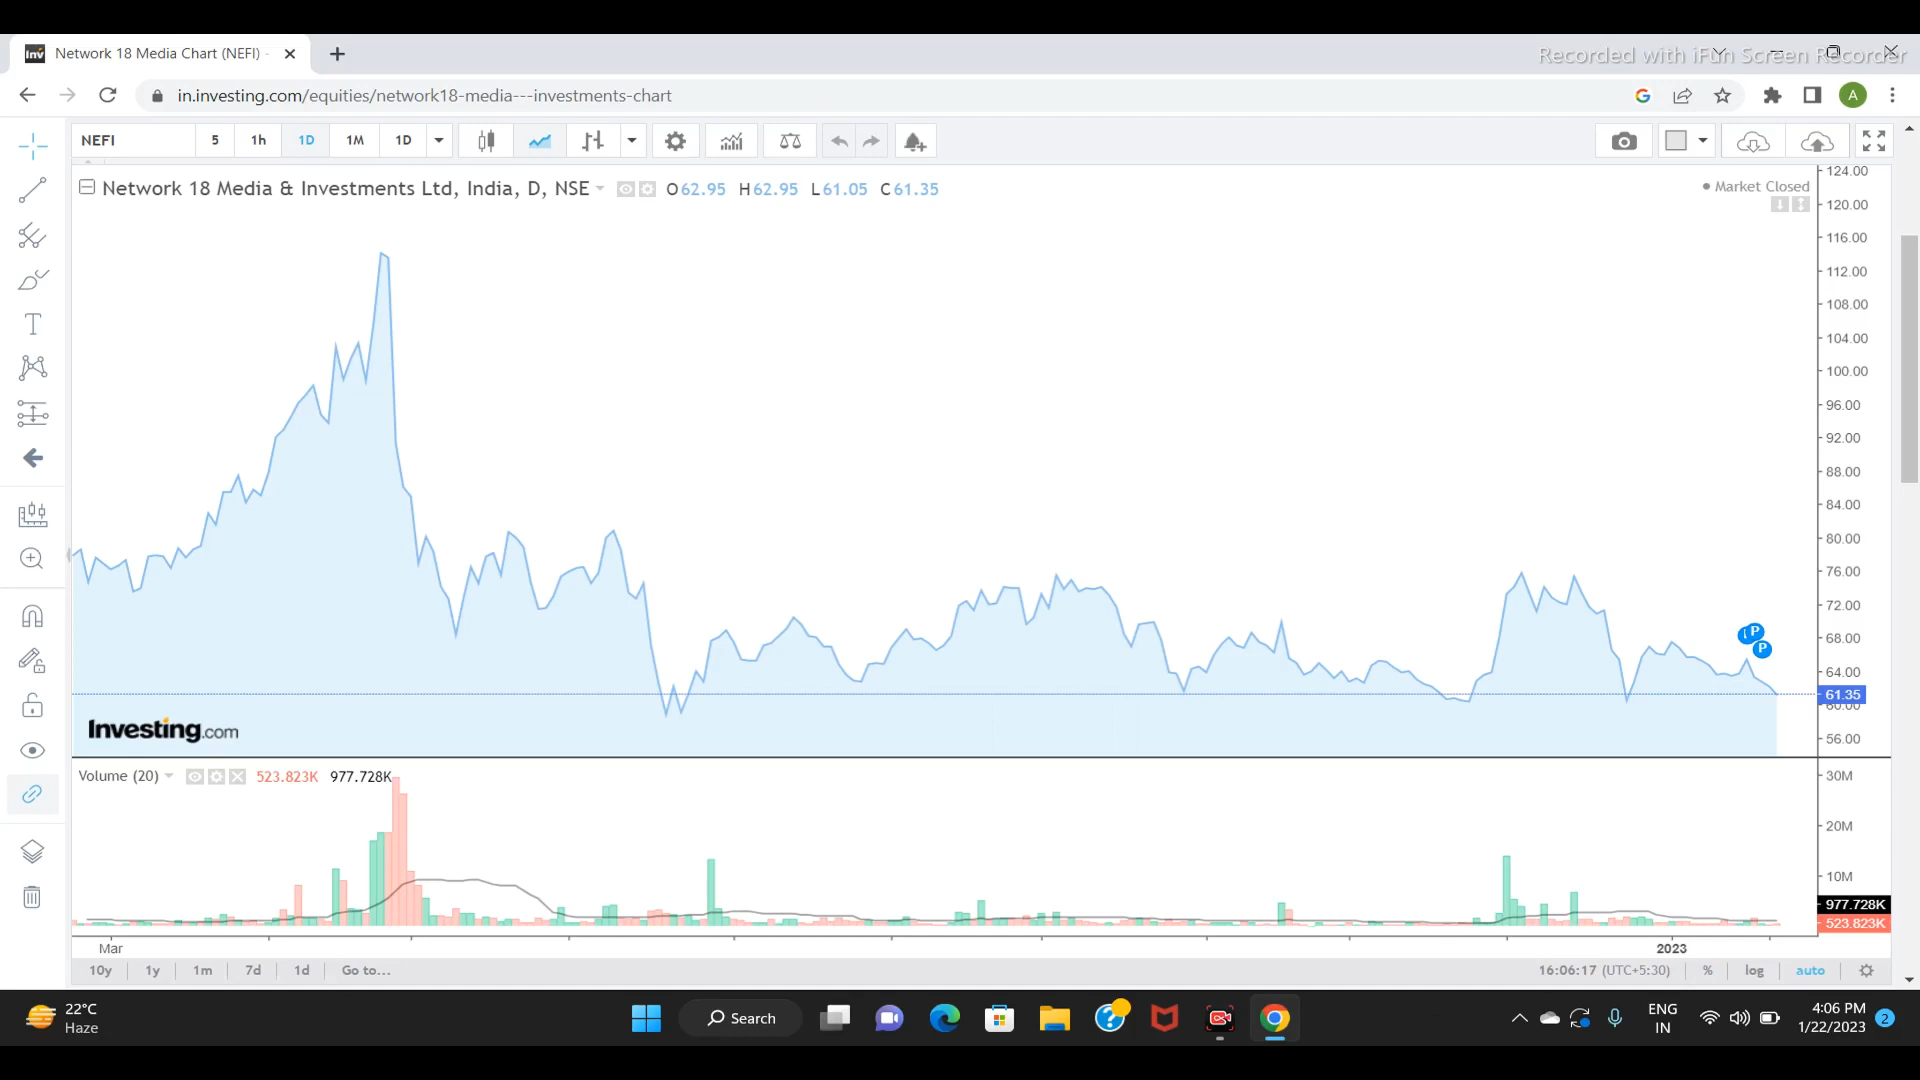 Network 18 Media Chart (NEFI) -
Recorded with iFun Screen Recorder
in.investing.com/equities/network18-media---investments-chart
A
NEFI 5 1h 1D 1M 1D
Network 18 Media & Investments Ltd, India, D, NSE O62.95 H62.95 L61.05 C61.35
Market Closed
124.00
120.00
116.00
112.00
108.00
104.00
100.00
96.00
92.00
88.00
84.00
80.00
76.00
72.00
68.00
64.00
61.35
60.00
56.00
P
P
Investing.com
Volume (20) 523.823K 977.728K
30M
20M
10M
977.728K
523.823K
Mar 2023
10y 1y 1m 7d 1d Go to... 16:06:17 (UTC+5:30) % log auto
22°C
Haze
Search
ENG
IN
4:06 PM
1/22/2023
2